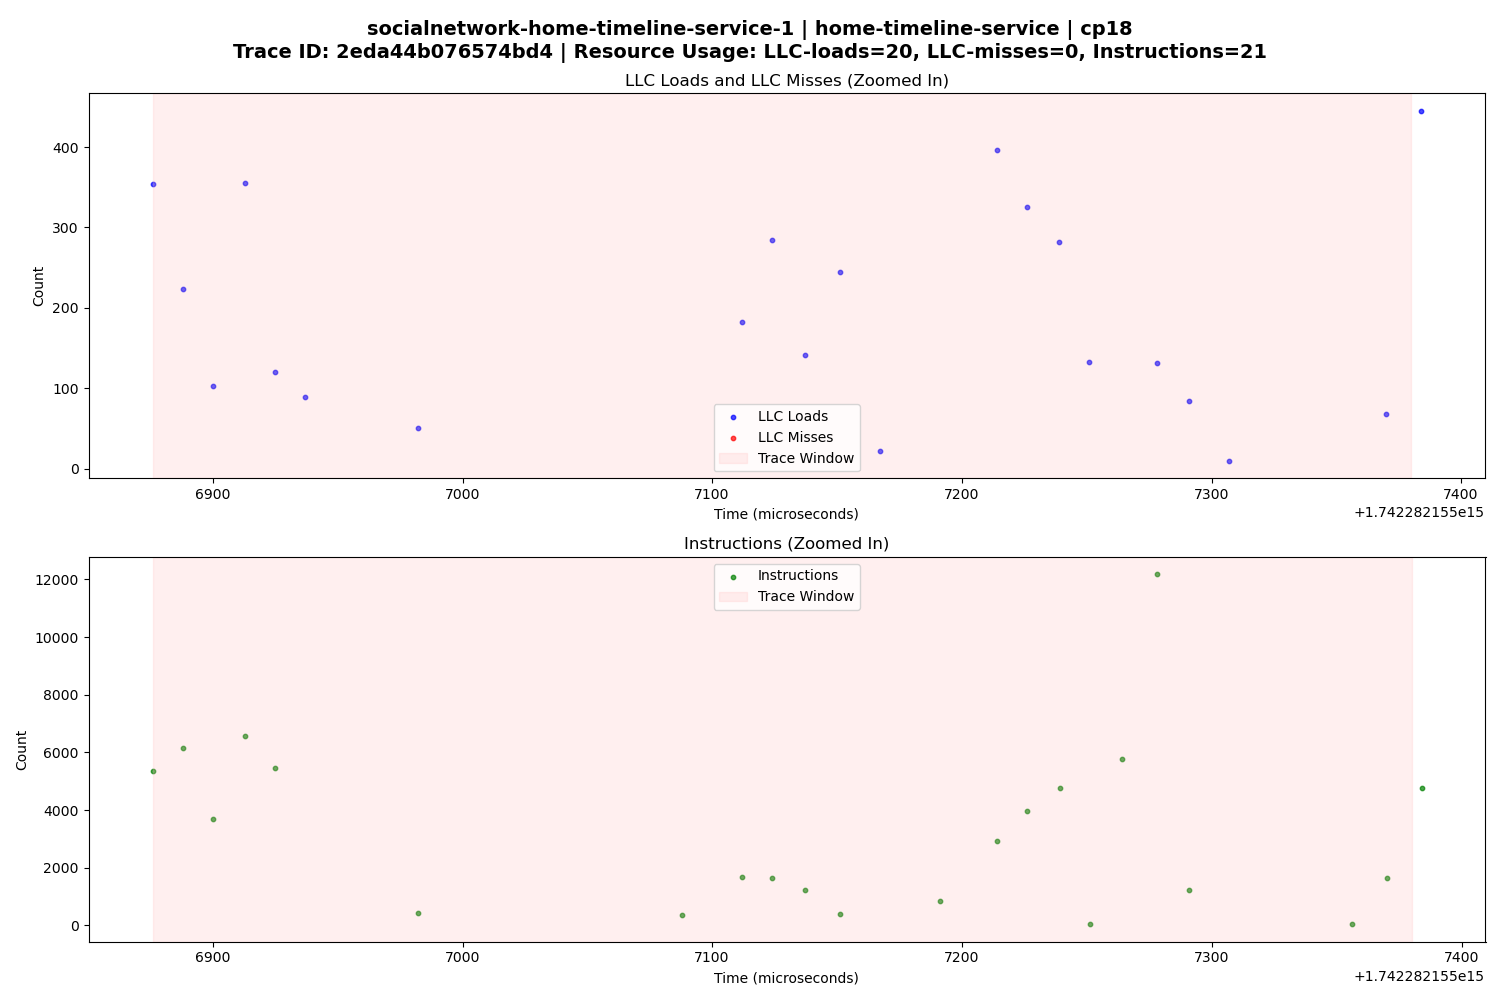 socialnetwork-home-timeline-service-1 | home-timeline-service | cp18
Trace ID: 2eda44b076574bd4 | Resource Usage: LLC-loads=20, LLC-misses=0, Instructions=21
LLC Loads and LLC Misses (Zoomed In)
Count
400
300
200
100
0
LLC Loads
LLC Misses
Trace Window
6900 7000 7100 7200 7300 7400
Time (microseconds)
+1.742282155e15
Instructions (Zoomed In)
Count
12000
10000
8000
6000
4000
2000
0
Instructions
Trace Window
6900 7000 7100 7200 7300 7400
Time (microseconds)
+1.742282155e15